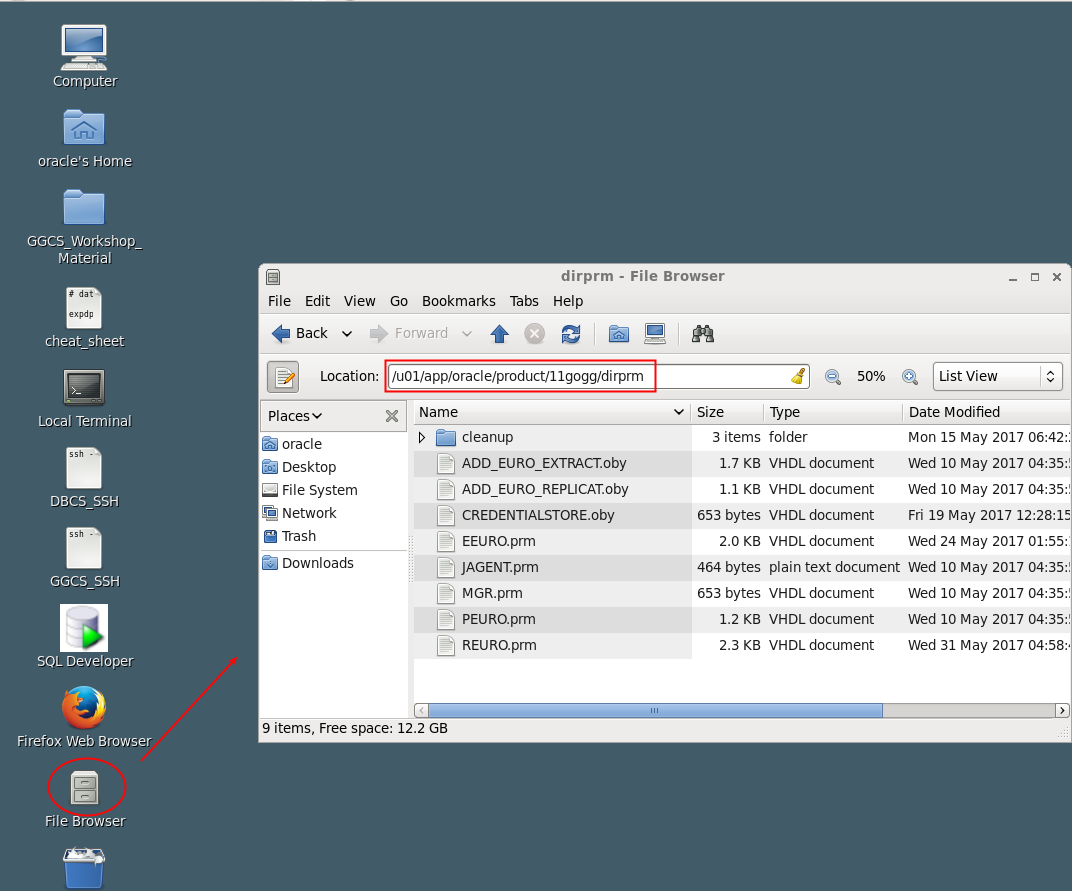 Computer
oracle's Home
GGCS_Workshop_
Material
# dat
expdp
cheat_sheet
Local Terminal
ssh -
DBCS_SSH
ssh -
GGCS_SSH
SQL Developer
Firefox Web Browser
File Browser
dirprm - File Browser
File Edit View Go Bookmarks Tabs Help
Back Forward
Location: /u01/app/oracle/product/11gogg/dirprm 50% List View
Places Name Size Type Date Modified
oracle
Desktop
File System
Network
Trash
Downloads
cleanup 3 items folder Mon 15 May 2017 06:42:
ADD_EURO_EXTRACT.oby 1.7 KB VHDL document Wed 10 May 2017 04:35:
ADD_EURO_REPLICAT.oby 1.1 KB VHDL document Wed 10 May 2017 04:35:
CREDENTIALSTORE.oby 653 bytes VHDL document Fri 19 May 2017 12:28:15
EEURO.prm 2.0 KB VHDL document Wed 24 May 2017 01:55:
JAGENT.prm 464 bytes plain text document Wed 10 May 2017 04:35:
MGR.prm 653 bytes VHDL document Wed 10 May 2017 04:35:
PEURO.prm 1.2 KB VHDL document Wed 10 May 2017 04:35:
REURO.prm 2.3 KB VHDL document Wed 31 May 2017 04:58:
9 items, Free space: 12.2 GB